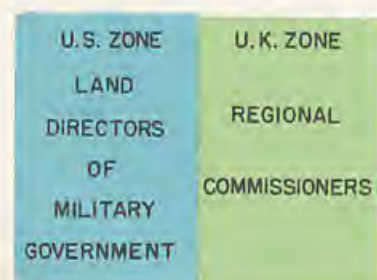 U.S. ZONE
LAND
DIRECTORS
OF
MILITARY
GOVERNMENT
U.K. ZONE
REGIONAL
COMMISSIONERS